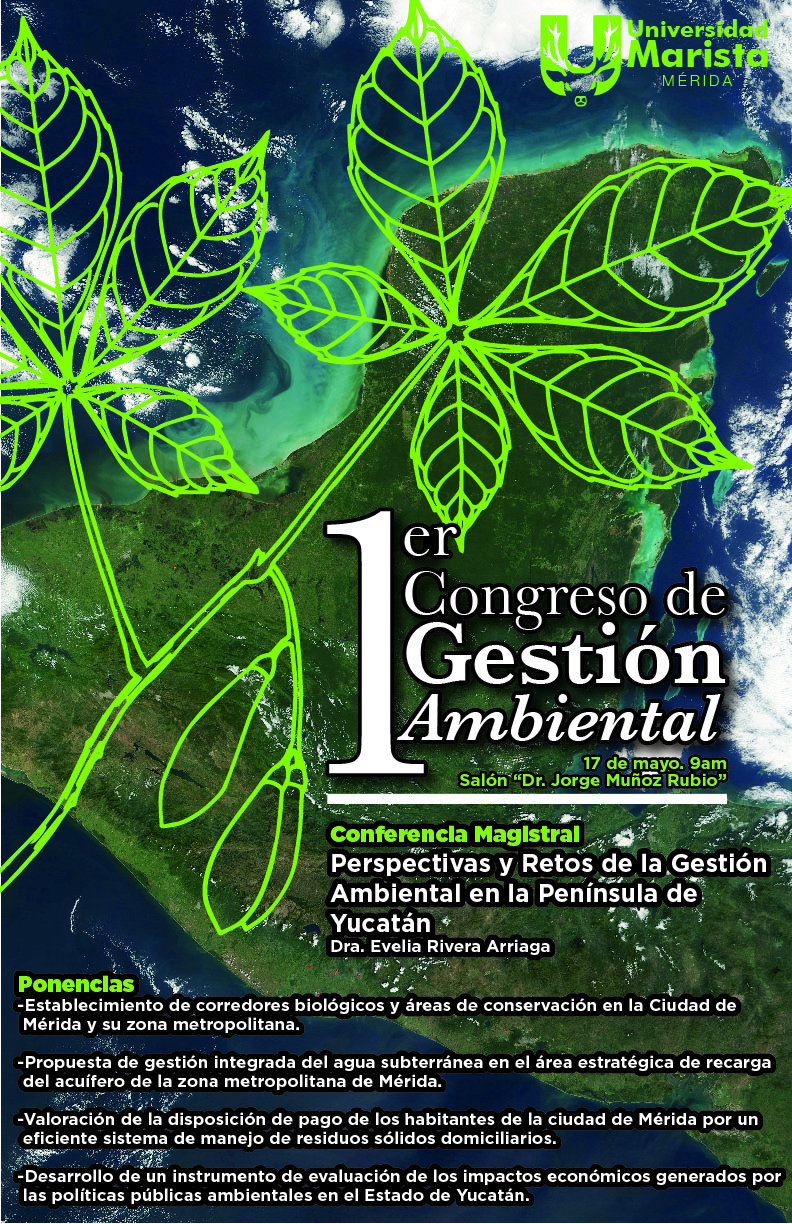 Universidad
Marista
MÉRIDA
1er
Congreso de
Gestión
Ambiental
17 de mayo. 9am
Salón “Dr. Jorge Muñoz Rubio”
Conferencia Magistral
Perspectivas y Retos de la Gestión
Ambiental en la Península de
Yucatán
Dra. Evelia Rivera Arriaga
Ponencias
-Establecimiento de corredores biológicos y áreas de conservación en la Ciudad de
Mérida y su zona metropolitana.
-Propuesta de gestión integrada del agua subterránea en el área estratégica de recarga
del acuífero de la zona metropolitana de Mérida.
-Valoración de la disposición de pago de los habitantes de la ciudad de Mérida por un
eficiente sistema de manejo de residuos sólidos domiciliarios.
-Desarrollo de un instrumento de evaluación de los impactos económicos generados por
las políticas públicas ambientales en el Estado de Yucatán.